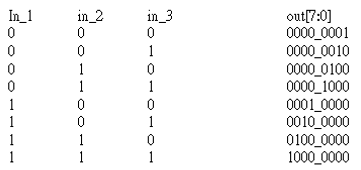 In_1 in_2 in_3 out[7:0]
0 0 0 0000_0001
0 0 1 0000_0010
0 1 0 0000_0100
0 1 1 0000_1000
1 0 0 0001_0000
1 0 1 0010_0000
1 1 0 0100_0000
1 1 1 1000_0000